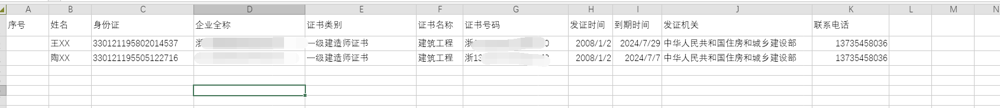 A B C D E F G H I J K L M N
序号 姓名 身份证 企业全称 证书类别 证书名称 证书号码 发证时间 到期时间 发证机关 联系电话
王XX 330121195802014537 一级建造师证书 建筑工程 浙 2008/1/2 2024/7/29 中华人民共和国住房和城乡建设部 13735458036
陶XX 330121195505122716 一级建造师证书 建筑工程 浙13 2008/1/2 2024/7/7 中华人民共和国住房和城乡建设部 13735458036